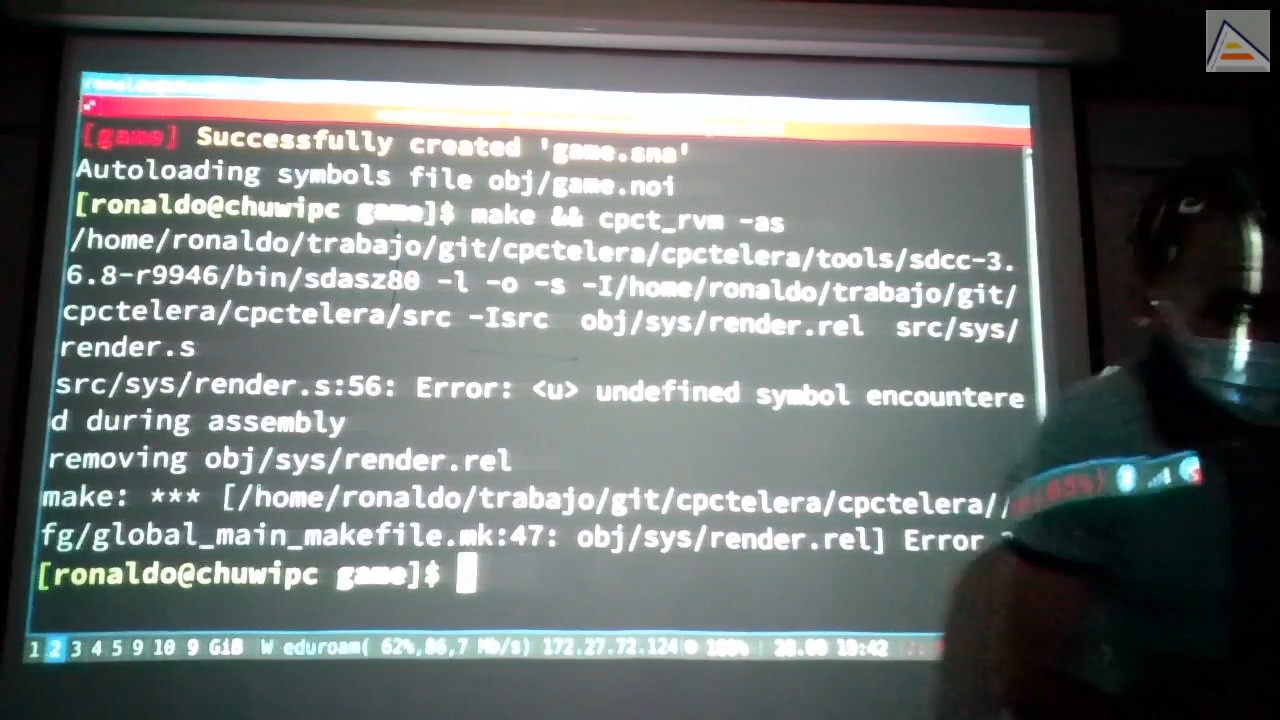 [game] Successfully created 'game.sna'
Autoloading symbols file obj/game.noi
[ronaldo@chuwipc game]$ make && cpct_rvm -as
/home/ronaldo/trabajo/git/cpctelera/cpctelera/tools/sdcc-3.
6.8-r9946/bin/sdasz80 -l -o -s -I/home/ronaldo/trabajo/git/
cpctelera/cpctelera/src -Isrc  obj/sys/render.rel  src/sys/
render.s
src/sys/render.s:56: Error: <u> undefined symbol encountere
d during assembly
removing obj/sys/render.rel
make: *** [/home/ronaldo/trabajo/git/cpctelera/cpctelera//
fg/global_main_makefile.mk:47: obj/sys/render.rel] Error
[ronaldo@chuwipc game]$
1 2 3 4 5 9 10 9 GiB W eduroam( 62%,86,7 Mb/s) 172.27.72.124 100% 19:42